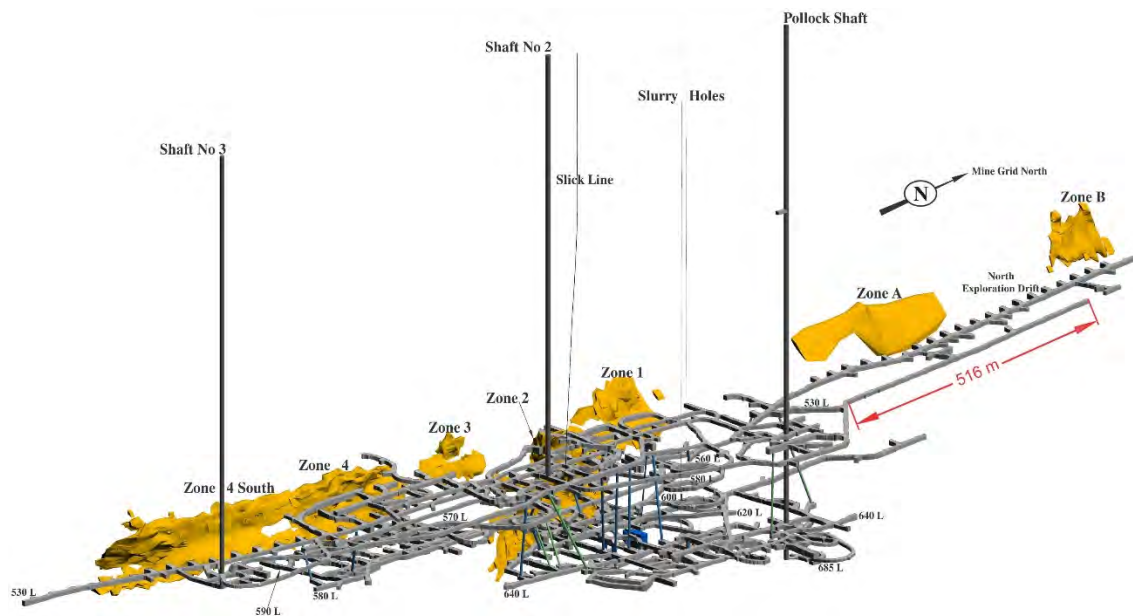 Pollock Shaft
Shaft No 2
Slurry Holes
Shaft No 3
Slick Line
N
Mine Grid North
Zone B
North
Exploration Drift
Zone A
516 m
Zone 1
Zone 2
530 L
Zone 3
560 L
Zone 4
580 L
Zone 4 South
600 L
570 L
620 L
640 L
685 L
530 L
590 L
580 L
640 L